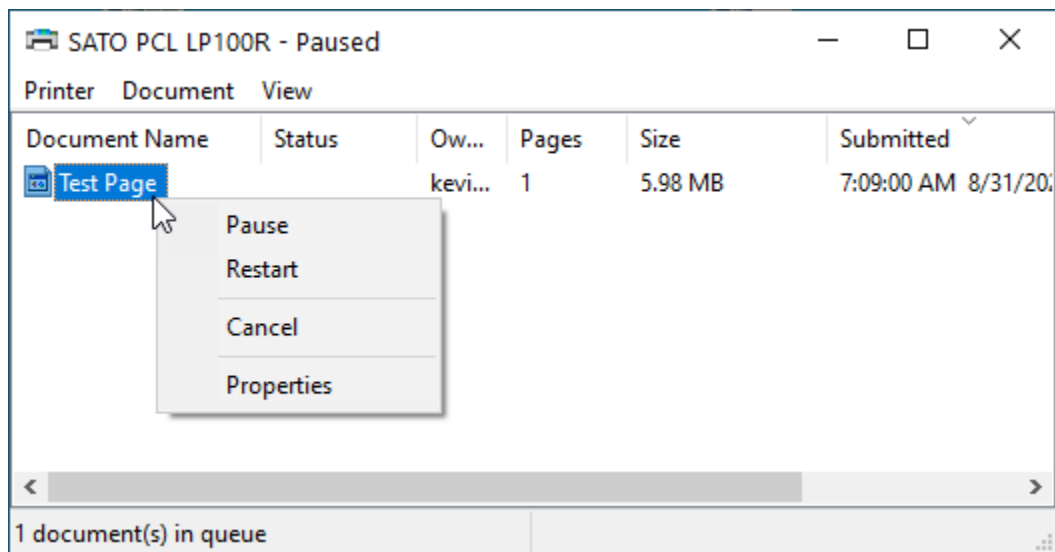 SATO PCL LP100R - Paused
Printer Document View
Document Name Status Ow... Pages Size Submitted
Test Page kevi... 1 5.98 MB 7:09:00 AM 8/31/20
Pause
Restart
Cancel
Properties
1 document(s) in queue